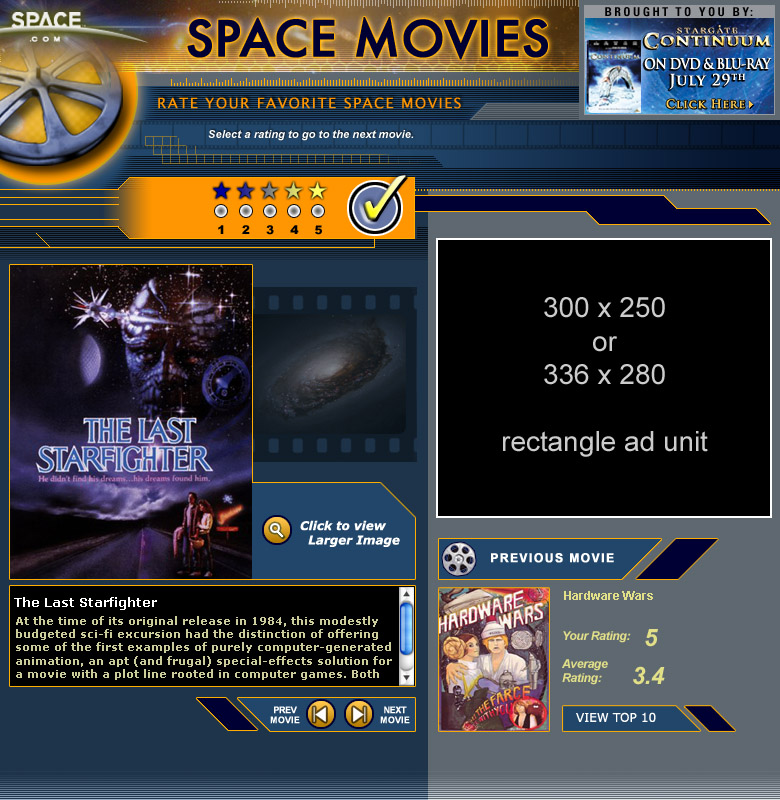 SPACE
.COM
SPACE MOVIES
BROUGHT TO YOU BY:
STARGATE
CONTINUUM
ON DVD & BLU-RAY
JULY 29TH
CLICK HERE
CONTINUUM
RATE YOUR FAVORITE SPACE MOVIES
Select a rating to go to the next movie.
1 2 3 4 5
THE LAST
STARFIGHTER
He didn't find his dreams...his dreams found him.
Click to view
Larger Image
The Last Starfighter
At the time of its original release in 1984, this modestly
budgeted sci-fi excursion had the distinction of offering
some of the first examples of purely computer-generated
animation, an apt (and frugal) special-effects solution for
a movie with a plot line rooted in computer games. Both
PREV
MOVIE
NEXT
MOVIE
300 x 250
or
336 x 280
rectangle ad unit
PREVIOUS MOVIE
HARDWARE
WARS
Hardware Wars
Your Rating: 5
Average
Rating: 3.4
VIEW TOP 10